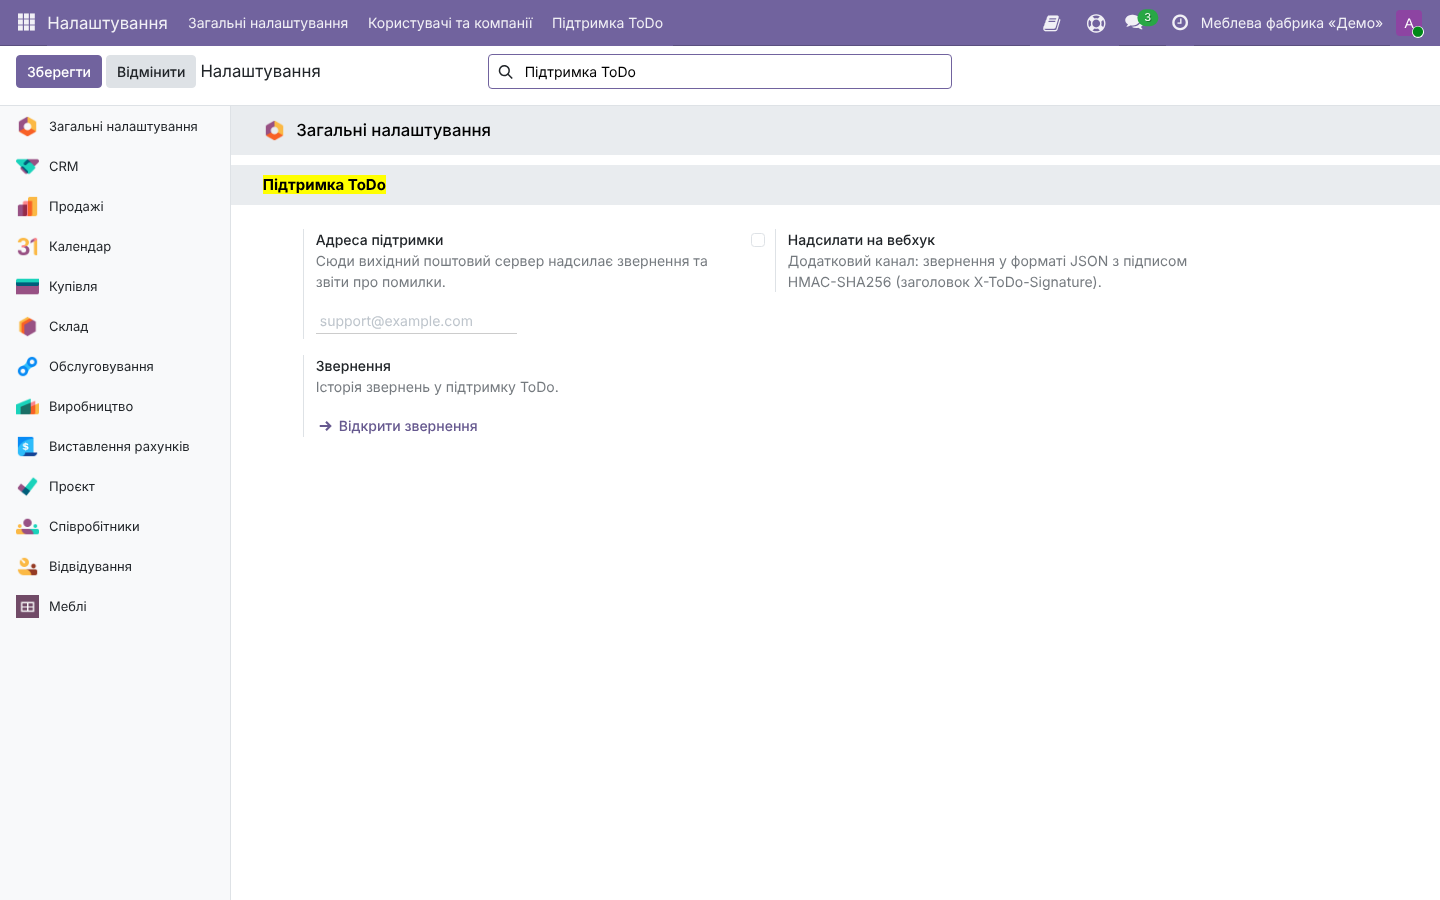 Налаштування Загальні налаштування Користувачі та компанії Підтримка ToDo 3 Меблева фабрика «Демо» A
Зберегти Відмінити Налаштування Підтримка ToDo
Загальні налаштування
CRM
Продажі
31 Календар
Купівля
Склад
Обслуговування
Виробництво
$ Виставлення рахунків
Проєкт
Співробітники
Відвідування
Меблі
Загальні налаштування
Підтримка ToDo
Адреса підтримки
Сюди вихідний поштовий сервер надсилає звернення та
звіти про помилки.
support@example.com
Надсилати на вебхук
Додатковий канал: звернення у форматі JSON з підписом
HMAC-SHA256 (заголовок X-ToDo-Signature).
Звернення
Історія звернень у підтримку ToDo.
Відкрити звернення